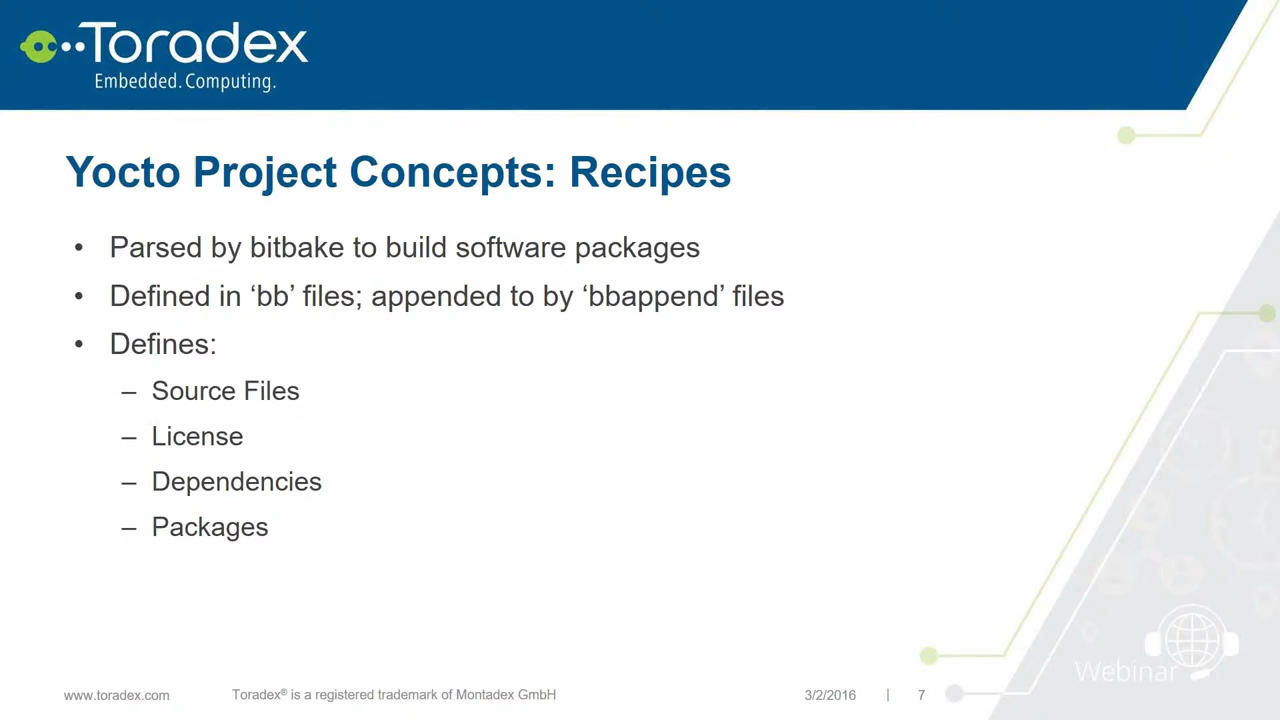 Toradex
Embedded.Computing.
Yocto Project Concepts: Recipes
• Parsed by bitbake to build software packages
• Defined in ‘bb’ files; appended to by ‘bbappend’ files
• Defines:
– Source Files
– License
– Dependencies
– Packages
Webinar
www.toradex.com Toradex® is a registered trademark of Montadex GmbH 3/2/2016 | 7